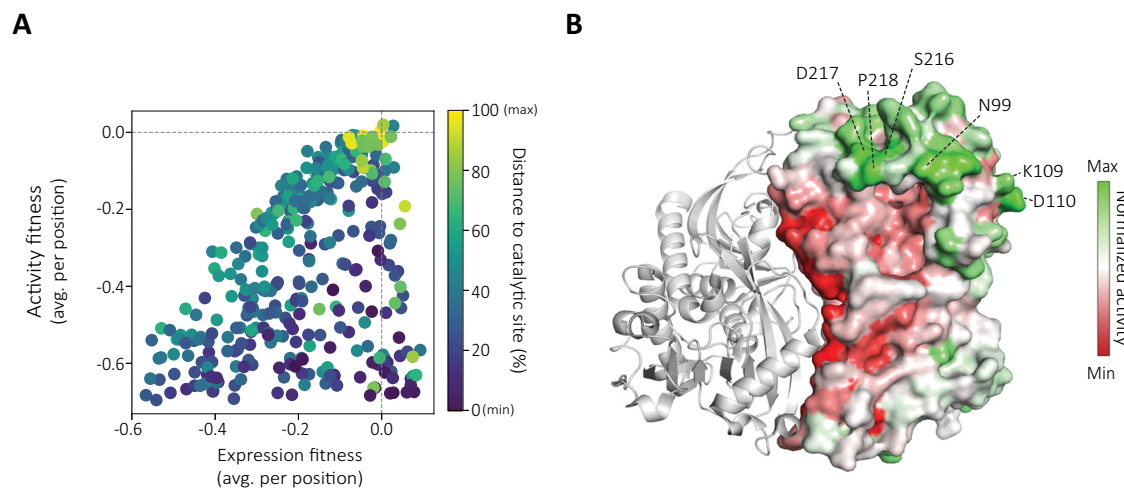 A
B
0.0
-0.2
-0.4
-0.6
-0.6
-0.4
-0.2
0.0
Activity fitness
(avg. per position)
Expression fitness
(avg. per position)
100 (max)
80
60
40
20
0 (min)
Distance to catalytic site (%)
S216
D217
P218
N99
K109
D110
Max
Normalized activity
Min